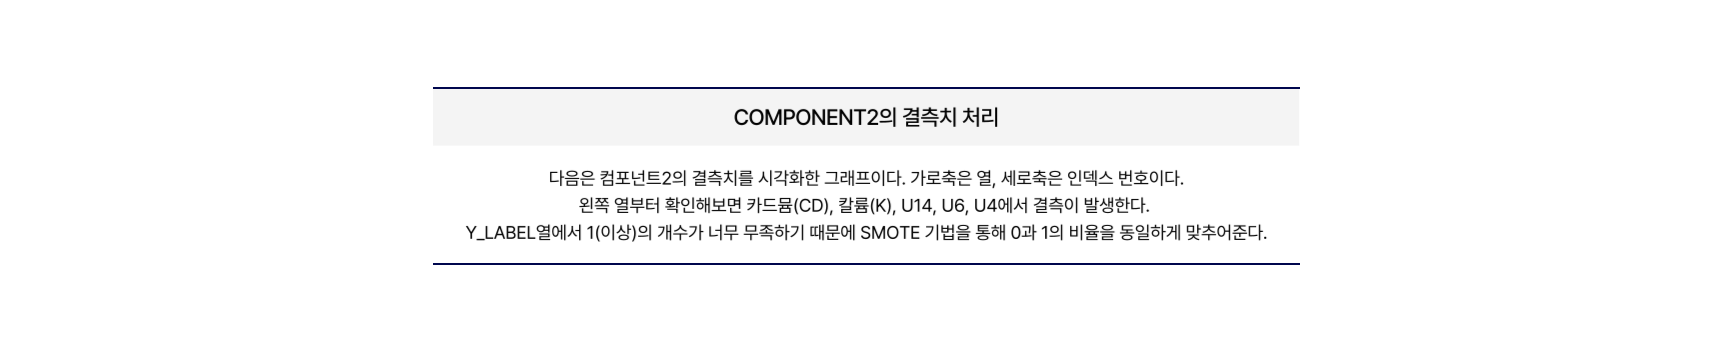 COMPONENT2의 결측치 처리
다음은 컴포넌트2의 결측치를 시각화한 그래프이다. 가로축은 열, 세로축은 인덱스 번호이다.
왼쪽 열부터 확인해보면 카드뮴(CD), 칼륨(K), U14, U6, U4에서 결측이 발생한다.
Y_LABEL열에서 1(이상)의 개수가 너무 무족하기 때문에 SMOTE 기법을 통해 0과 1의 비율을 동일하게 맞추어준다.